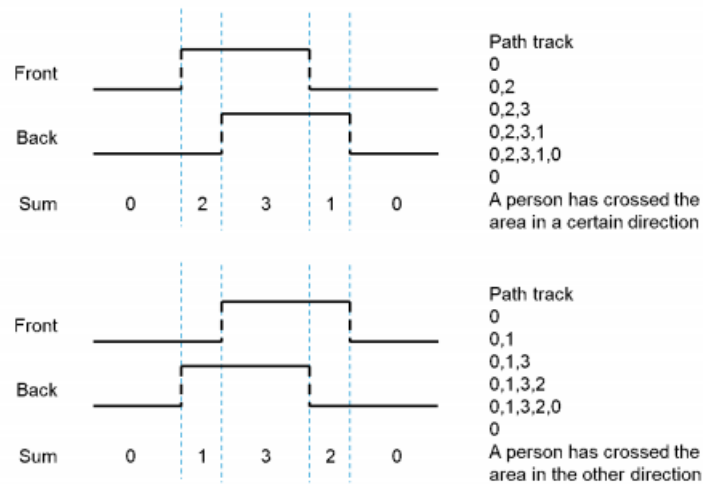 Path track
0
Front
0,2
0,2,3
Back
0,2,3,1
0,2,3,1,0
0
Sum 0 2 3 1 0
A person has crossed the
area in a certain direction
Path track
0
Front
0,1
0,1,3
Back
0,1,3,2
0,1,3,2,0
0
Sum 0 1 3 2 0
A person has crossed the
area in the other direction